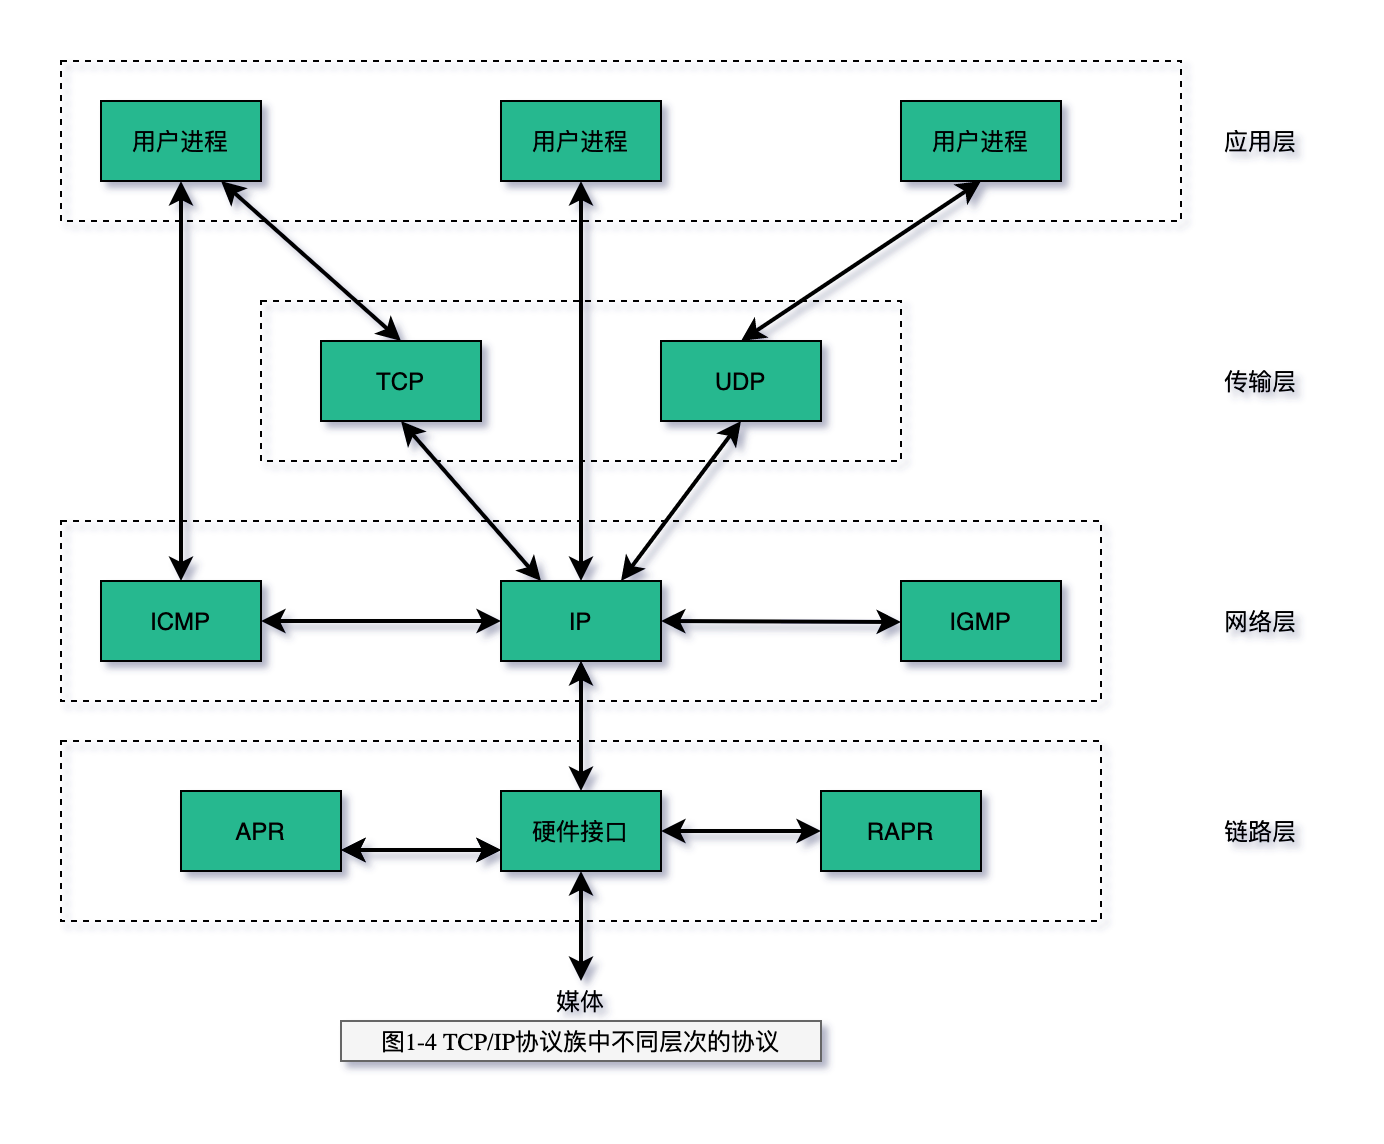 用户进程
用户进程
用户进程
应用层
TCP
UDP
传输层
ICMP
IP
IGMP
网络层
APR
硬件接口
RAPR
链路层
媒体
图1-4 TCP/IP协议族中不同层次的协议